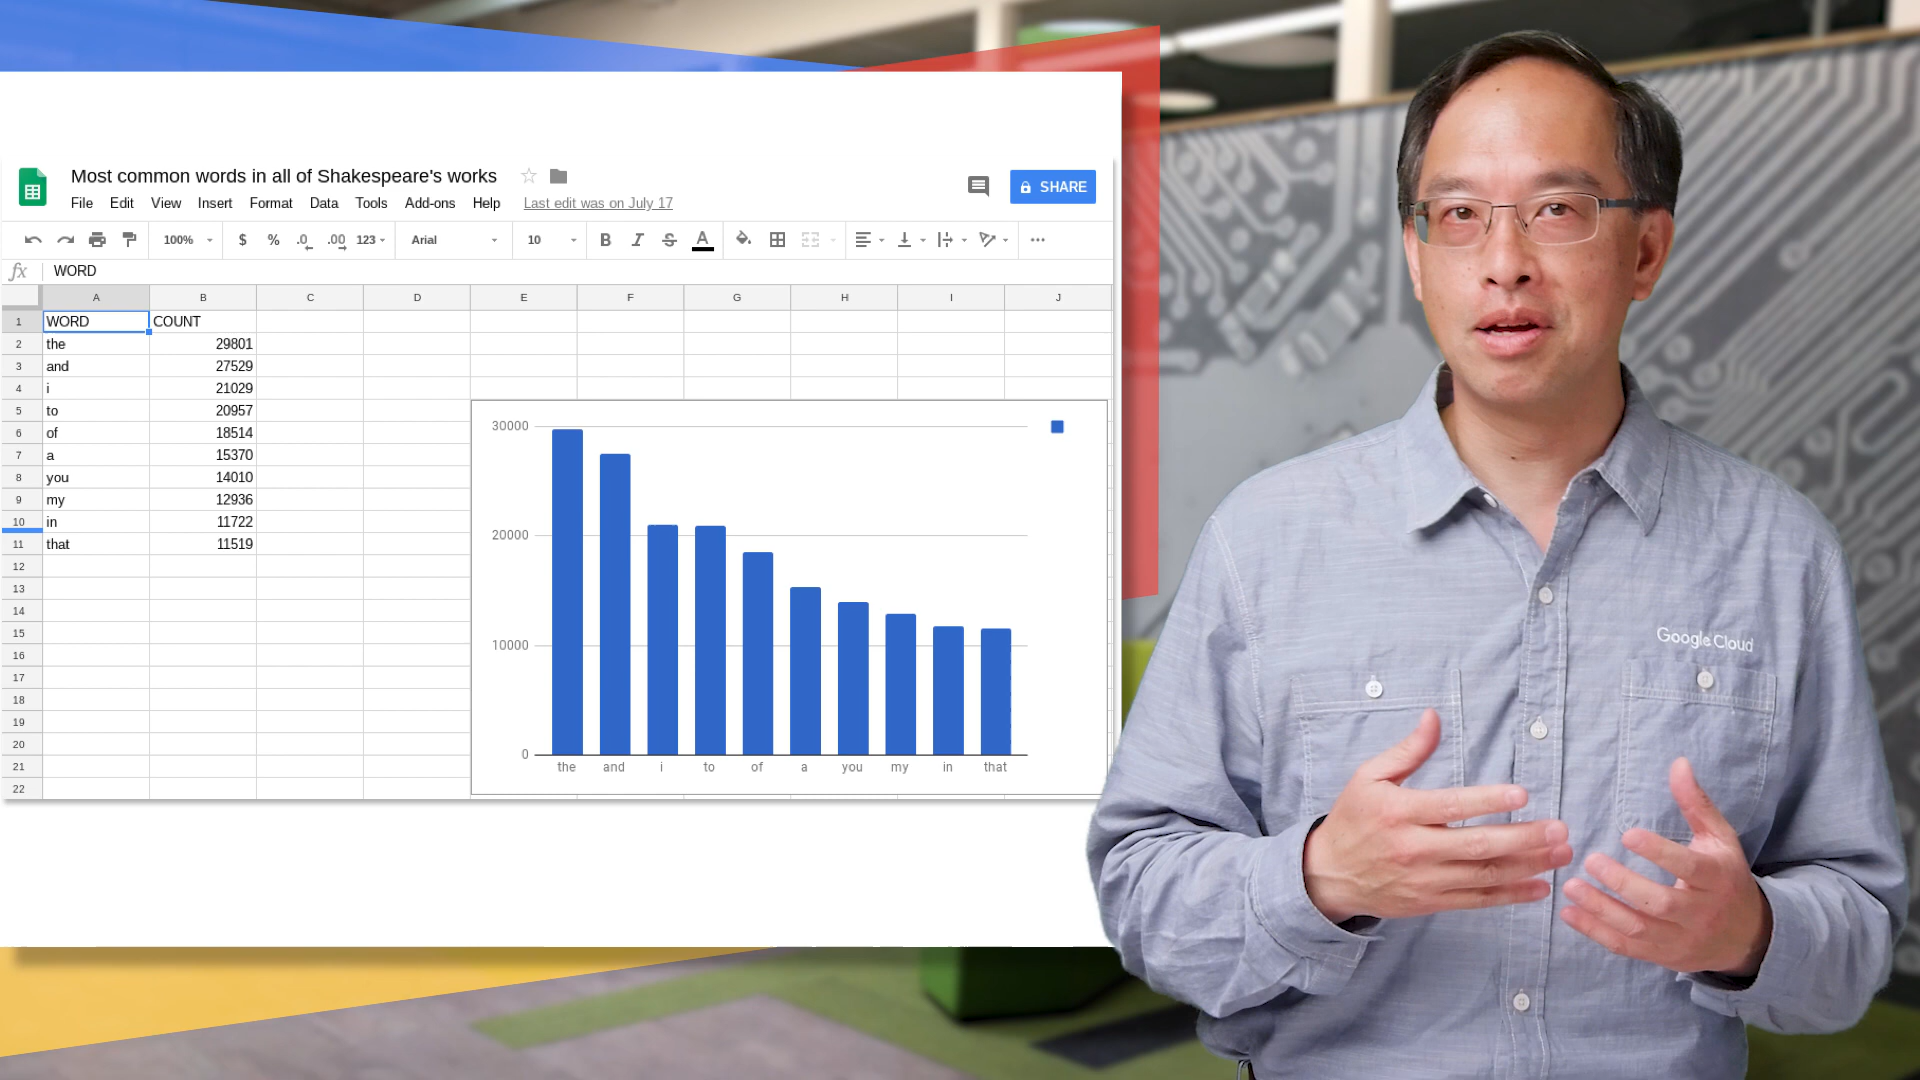 Most common words in all of Shakespeare's works
SHARE
File Edit View Insert Format Data Tools Add-ons Help Last edit was on July 17
100% $ % .0 .00 123 Arial 10 B I S A
fx WORD
A B C D E F G H I J
1 WORD COUNT
2 the 29801
3 and 27529
4 i 21029
5 to 20957
6 of 18514
7 a 15370
8 you 14010
9 my 12936
10 in 11722
11 that 11519
12
13
14
15
16
17
18
19
20
21
22
30000
20000
10000
0
the and i to of a you my in that
Google Cloud